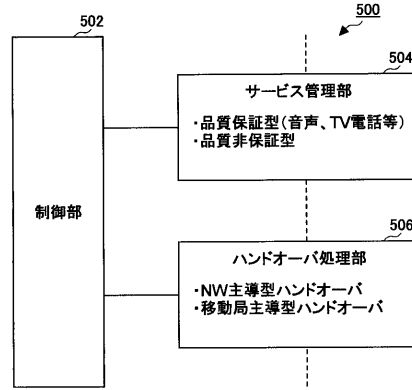 500
502
504
サービス管理部
・品質保証型(音声、TV電話等)
・品質非保証型
制御部
506
ハンドオーバ処理部
・NW主導型ハンドオーバ
・移動局主導型ハンドオーバ